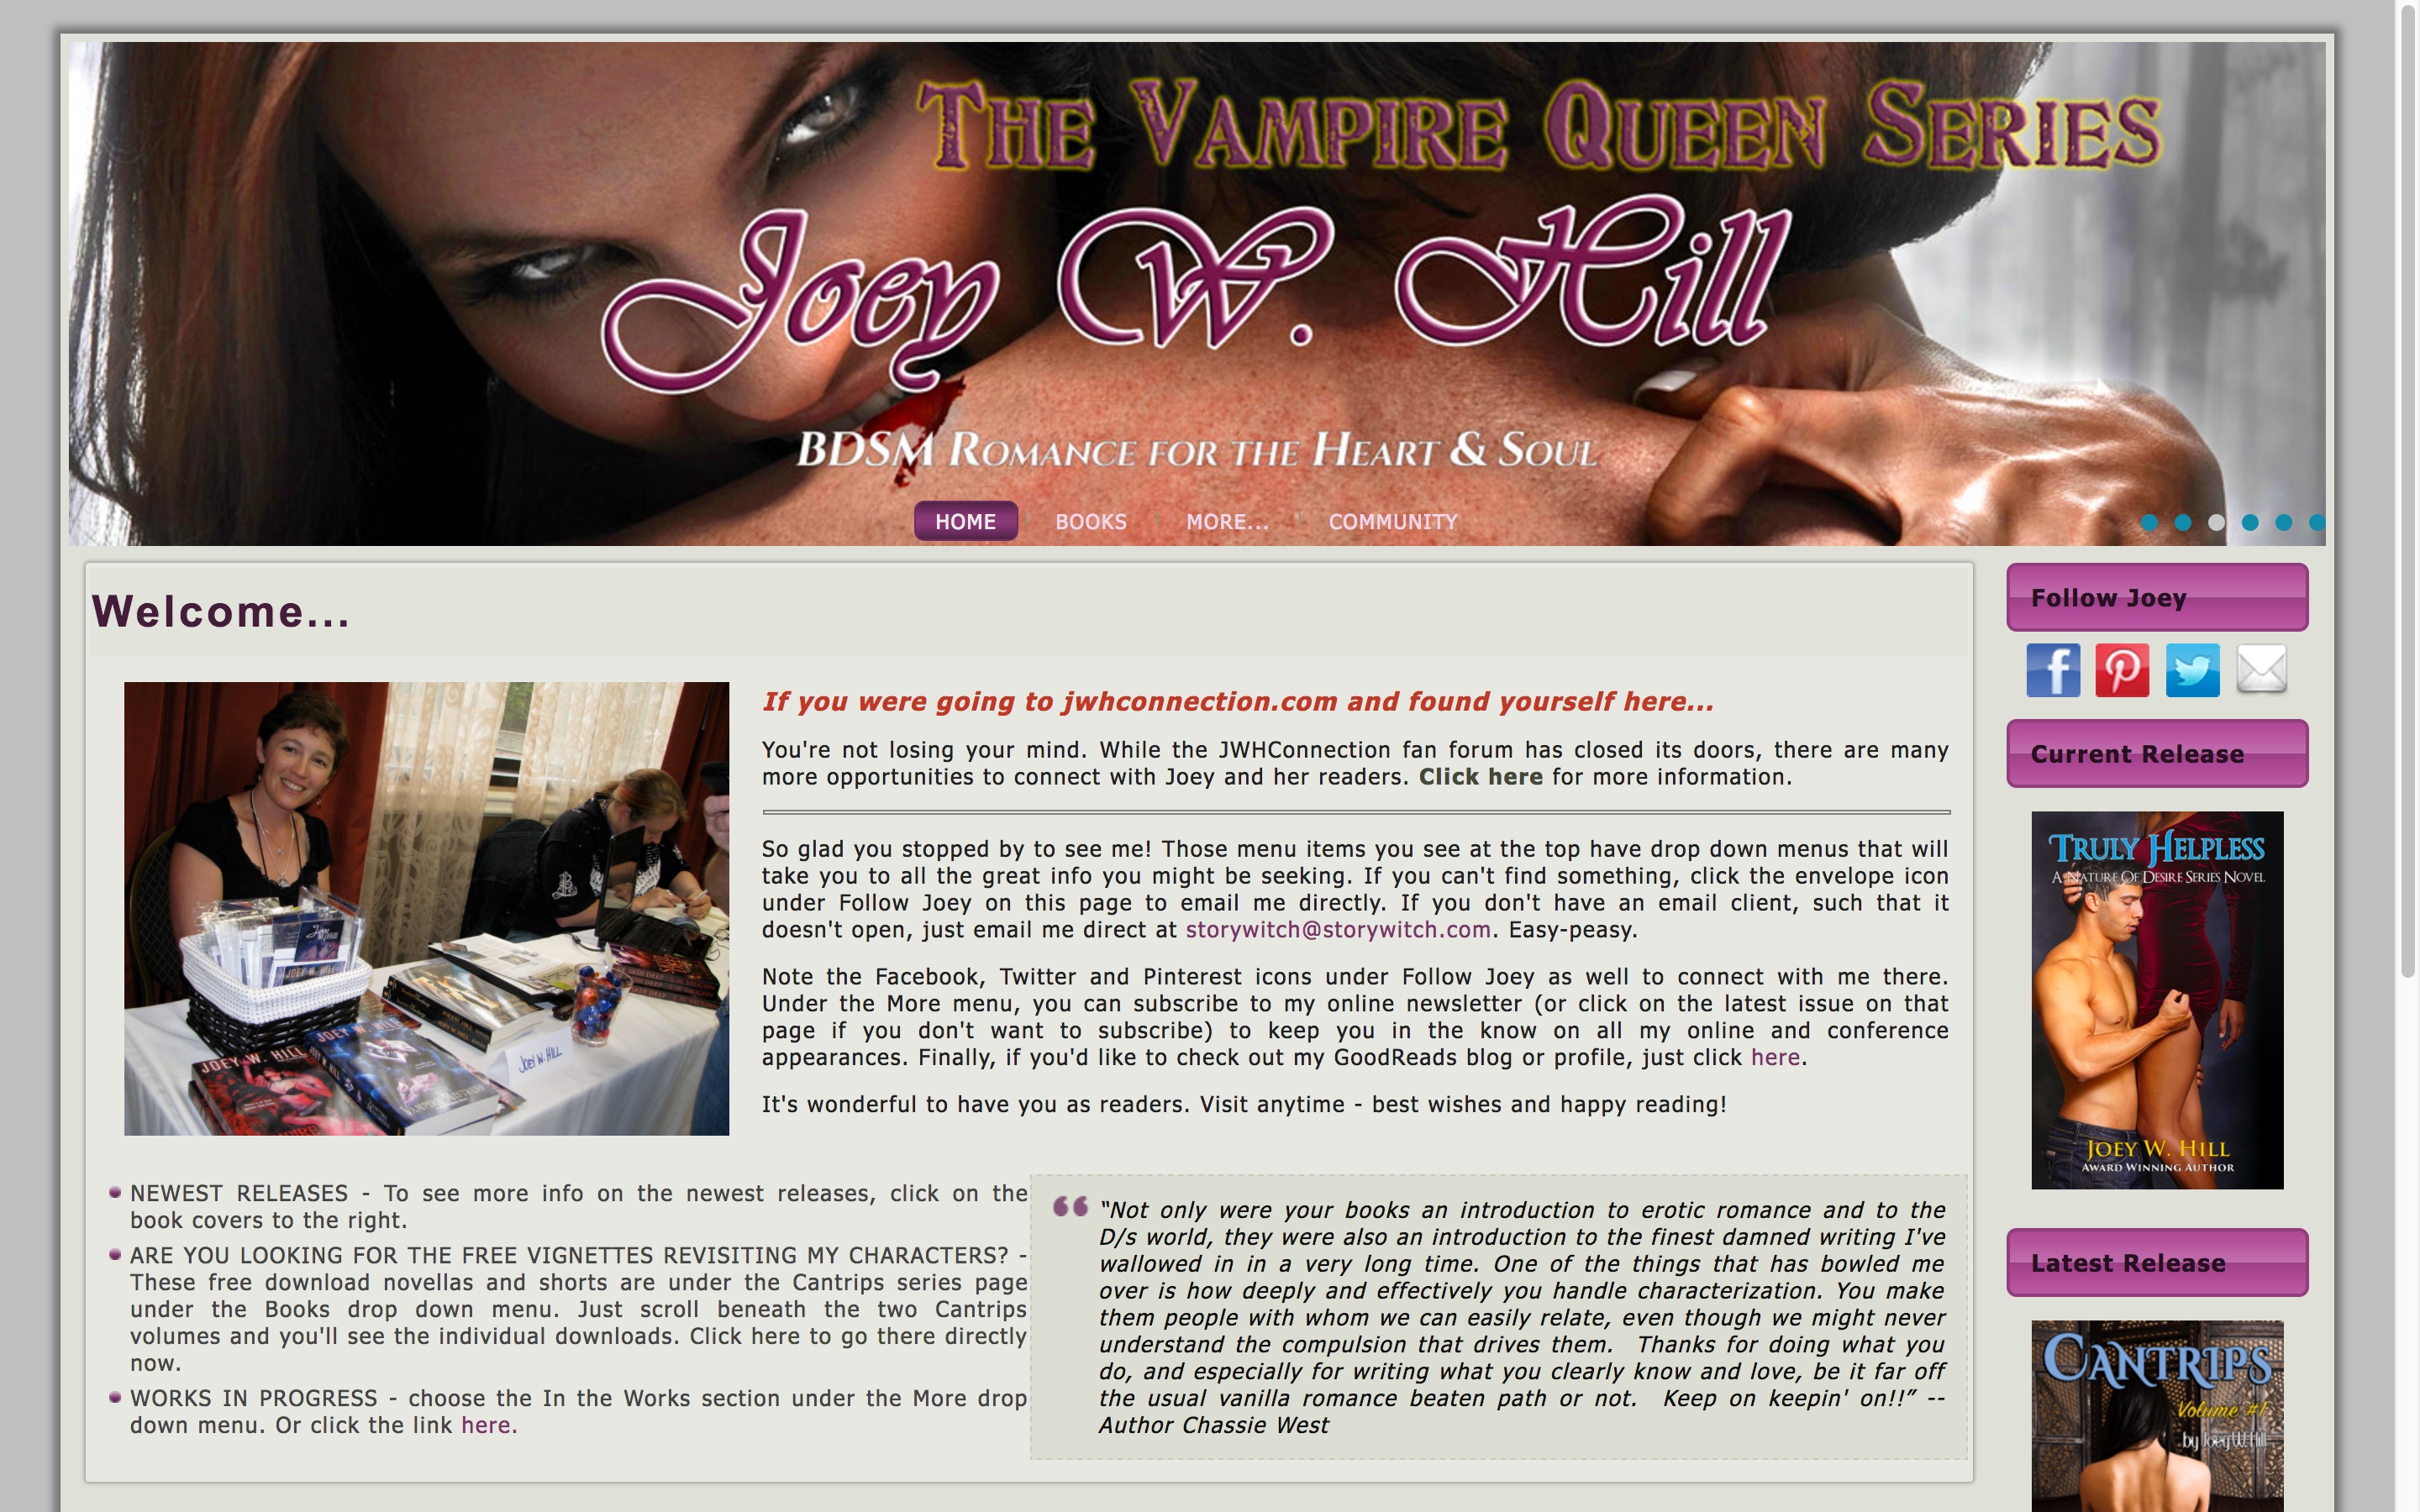 THE VAMPIRE QUEEN SERIES
Joey W. Hill
BDSM ROMANCE FOR THE HEART & SOUL
HOME
BOOKS
MORE...
COMMUNITY
Welcome...
If you were going to jwhconnection.com and found yourself here...
You're not losing your mind. While the JWHConnection fan forum has closed its doors, there are many
more opportunities to connect with Joey and her readers. Click here for more information.
So glad you stopped by to see me! Those menu items you see at the top have drop down menus that will
take you to all the great info you might be seeking. If you can't find something, click the envelope icon
under Follow Joey on this page to email me directly. If you don't have an email client, such that it
doesn't open, just email me direct at storywitch@storywitch.com. Easy-peasy.
Note the Facebook, Twitter and Pinterest icons under Follow Joey as well to connect with me there.
Under the More menu, you can subscribe to my online newsletter (or click on the latest issue on that
page if you don't want to subscribe) to keep you in the know on all my online and conference
appearances. Finally, if you'd like to check out my GoodReads blog or profile, just click here.
It's wonderful to have you as readers. Visit anytime - best wishes and happy reading!
JOEY W. HILL
JOEY W. HILL
JOEY W. HILL
NEWEST RELEASES - To see more info on the newest releases, click on the
book covers to the right.
ARE YOU LOOKING FOR THE FREE VIGNETTES REVISITING MY CHARACTERS? -
These free download novellas and shorts are under the Cantrips series page
under the Books drop down menu. Just scroll beneath the two Cantrips
volumes and you'll see the individual downloads. Click here to go there directly
now.
WORKS IN PROGRESS - choose the In the Works section under the More drop
down menu. Or click the link here.
"Not only were your books an introduction to erotic romance and to the
D/s world, they were also an introduction to the finest damned writing I've
wallowed in in a very long time. One of the things that has bowled me
over is how deeply and effectively you handle characterization. You make
them people with whom we can easily relate, even though we might never
understand the compulsion that drives them. Thanks for doing what you
do, and especially for writing what you clearly know and love, be it far off
the usual vanilla romance beaten path or not. Keep on keepin' on!!" --
Author Chassie West
Follow Joey
Current Release
TRULY HELPLESS
A NATURE OF DESIRE SERIES NOVEL
JOEY W. HILL
AWARD WINNING AUTHOR
Latest Release
CANTRIPS
Volume #1
by Joey W. Hill